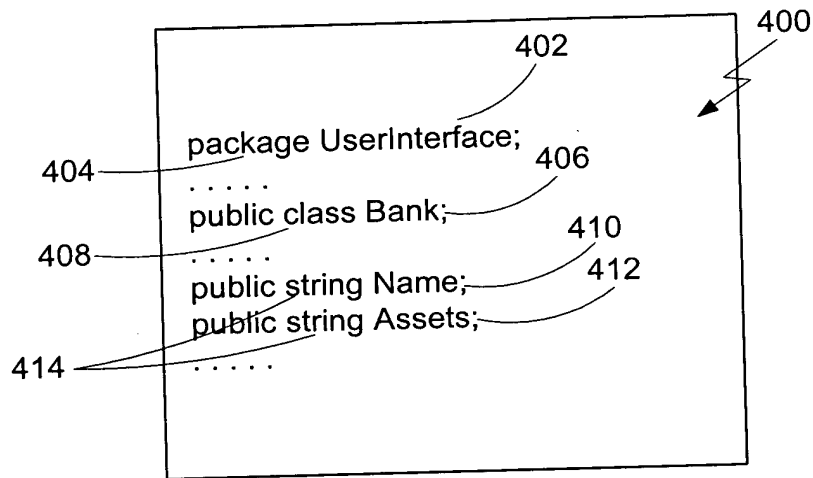 400
402
package UserInterface;
404
. . . . .
406
public class Bank;
408
. . . . .
410
public string Name;
412
public string Assets;
414
. . . . .